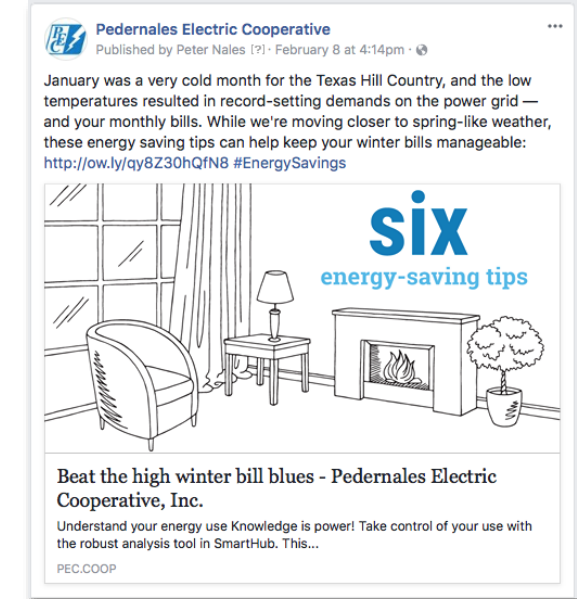 PEC
Pedernales Electric Cooperative
Published by Peter Nales [?] · February 8 at 4:14pm ·
January was a very cold month for the Texas Hill Country, and the low
temperatures resulted in record-setting demands on the power grid —
and your monthly bills. While we're moving closer to spring-like weather,
these energy saving tips can help keep your winter bills manageable:
http://ow.ly/qy8Z30hQfN8 #EnergySavings
six
energy-saving tips
Beat the high winter bill blues - Pedernales Electric
Cooperative, Inc.
Understand your energy use Knowledge is power! Take control of your use with
the robust analysis tool in SmartHub. This...
PEC.COOP